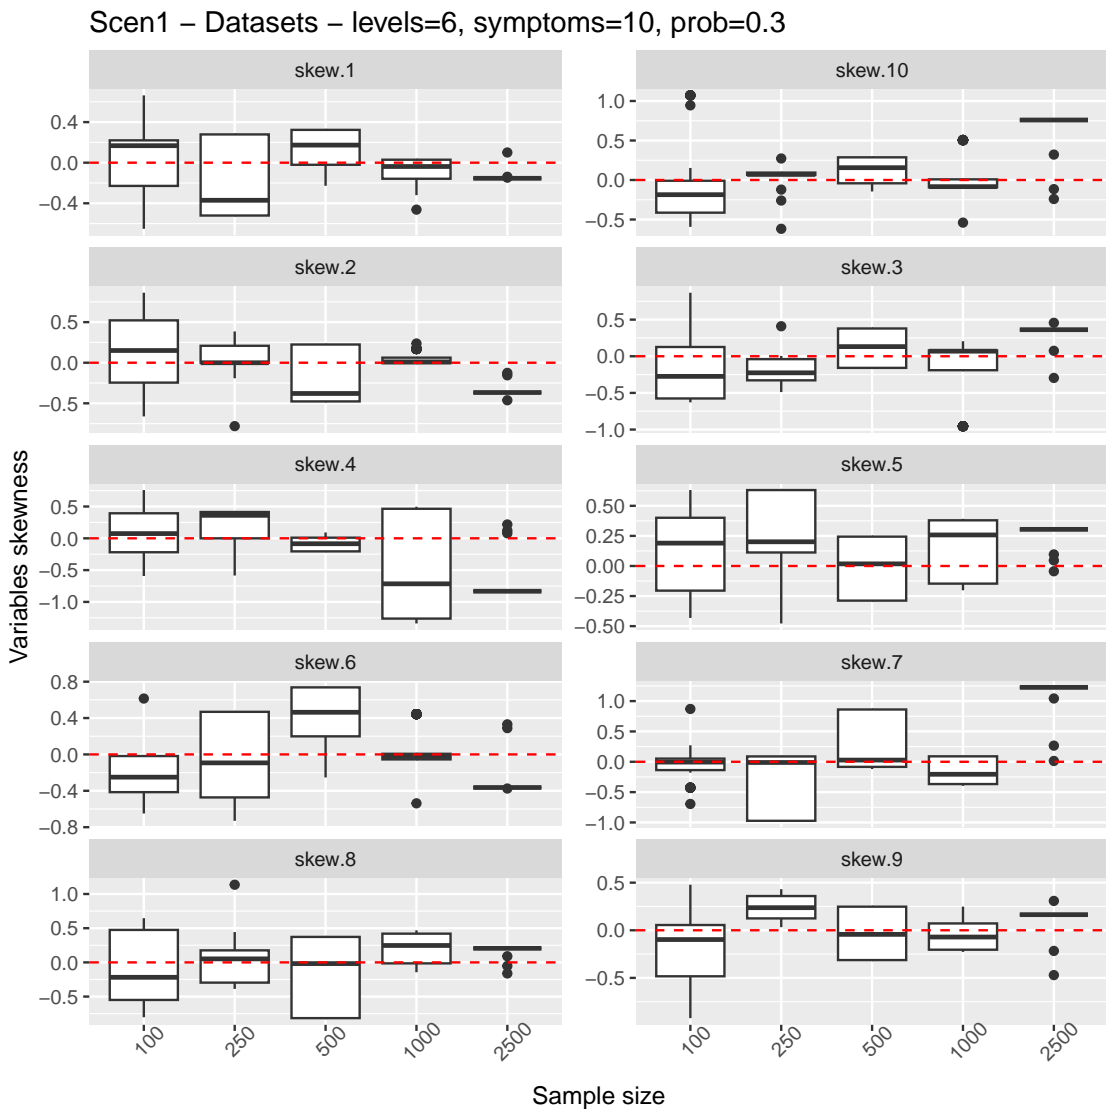 Scen1 − Datasets − levels=6, symptoms=10, prob=0.3
skew.1
skew.10
0.4
0.0
−0.4
1.0
0.5
0.0
−0.5
skew.2
skew.3
0.5
0.0
−0.5
0.5
0.0
−0.5
−1.0
skew.4
skew.5
0.5
0.0
−0.5
−1.0
0.50
0.25
0.00
−0.25
−0.50
skew.6
skew.7
0.8
0.4
0.0
−0.4
−0.8
1.0
0.5
0.0
−0.5
−1.0
skew.8
skew.9
1.0
0.5
0.0
−0.5
0.5
0.0
−0.5
100 250 500 1000 2500
100 250 500 1000 2500
Variables skewness
Sample size